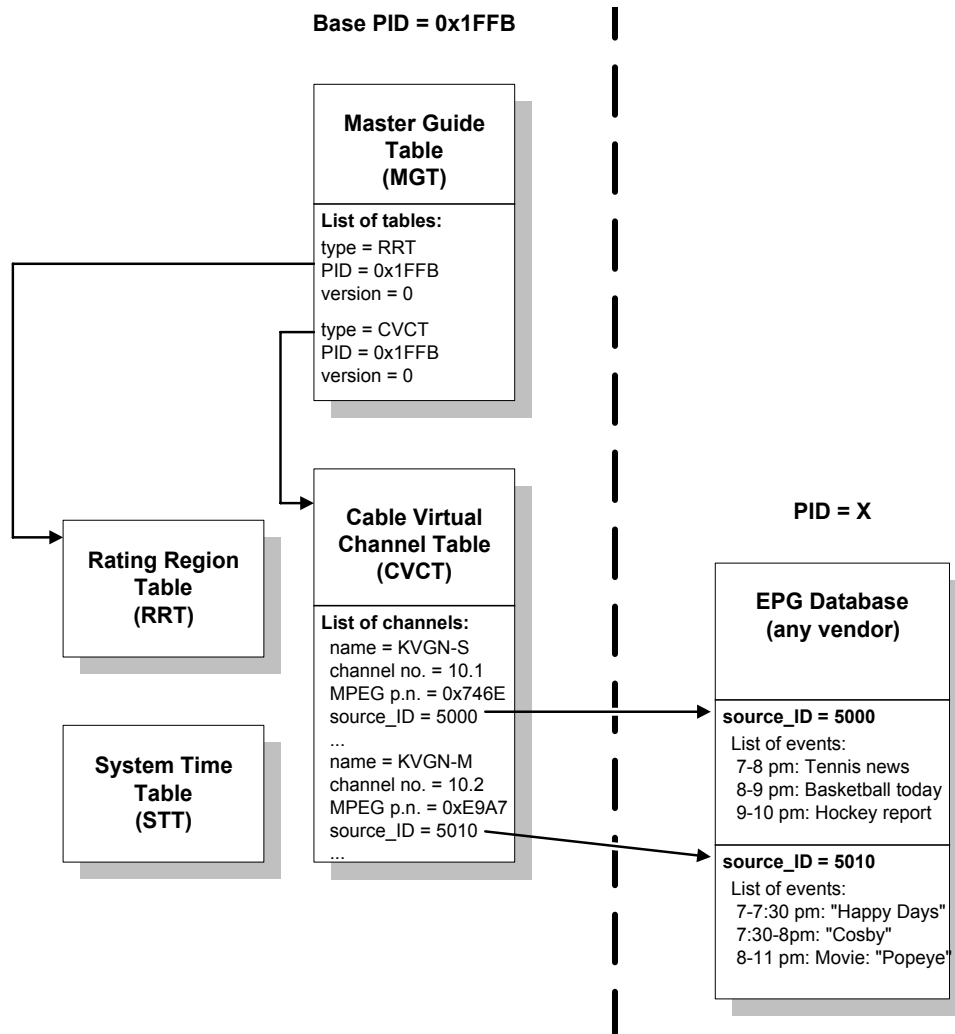 Base PID = 0x1FFB
Master Guide
Table
(MGT)
List of tables:
type = RRT
PID = 0x1FFB
version = 0
type = CVCT
PID = 0x1FFB
version = 0
Rating Region
Table
(RRT)
System Time
Table
(STT)
Cable Virtual
Channel Table
(CVCT)
List of channels:
name = KVGN-S
channel no. = 10.1
MPEG p.n. = 0x746E
source_ID = 5000
...
name = KVGN-M
channel no. = 10.2
MPEG p.n. = 0xE9A7
source_ID = 5010
...
PID = X
EPG Database
(any vendor)
source_ID = 5000
List of events:
7-8 pm: Tennis news
8-9 pm: Basketball today
9-10 pm: Hockey report
source_ID = 5010
List of events:
7-7:30 pm: "Happy Days"
7:30-8pm: "Cosby"
8-11 pm: Movie: "Popeye"